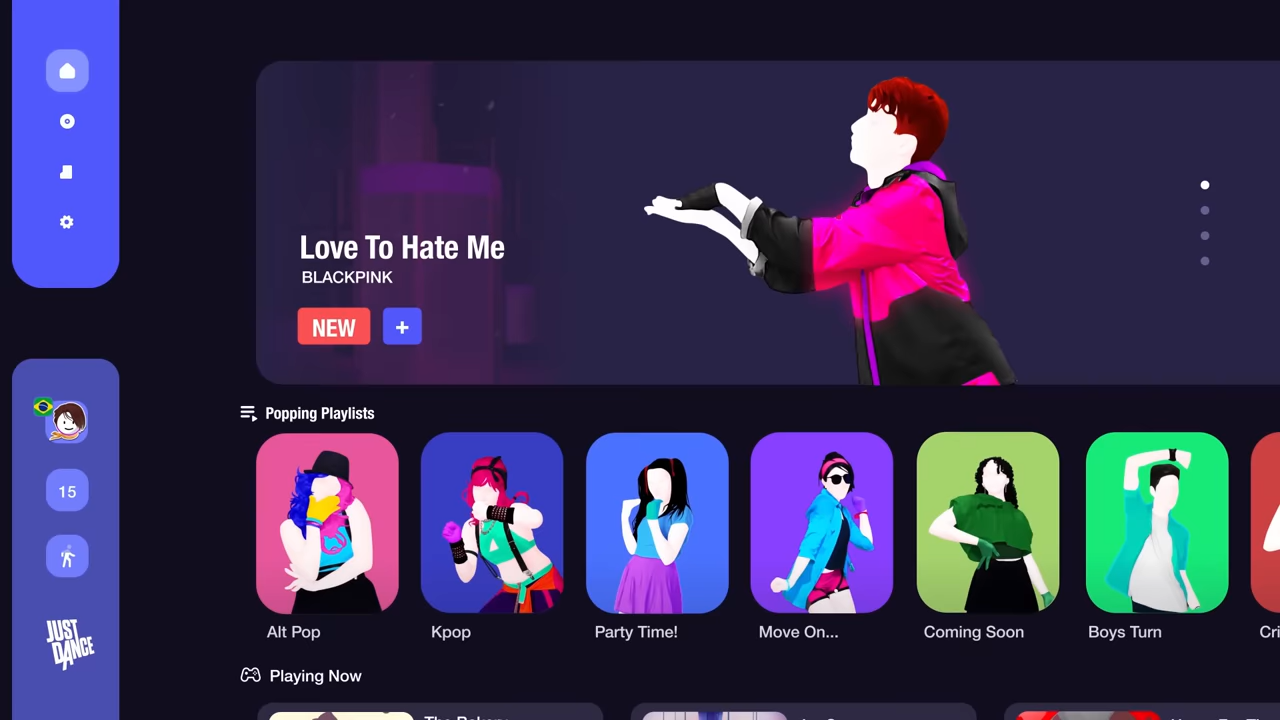 Love To Hate Me
BLACKPINK
NEW
+
Popping Playlists
Alt Pop
Kpop
Party Time!
Move On...
Coming Soon
Boys Turn
15
JUST
DANCE
Playing Now